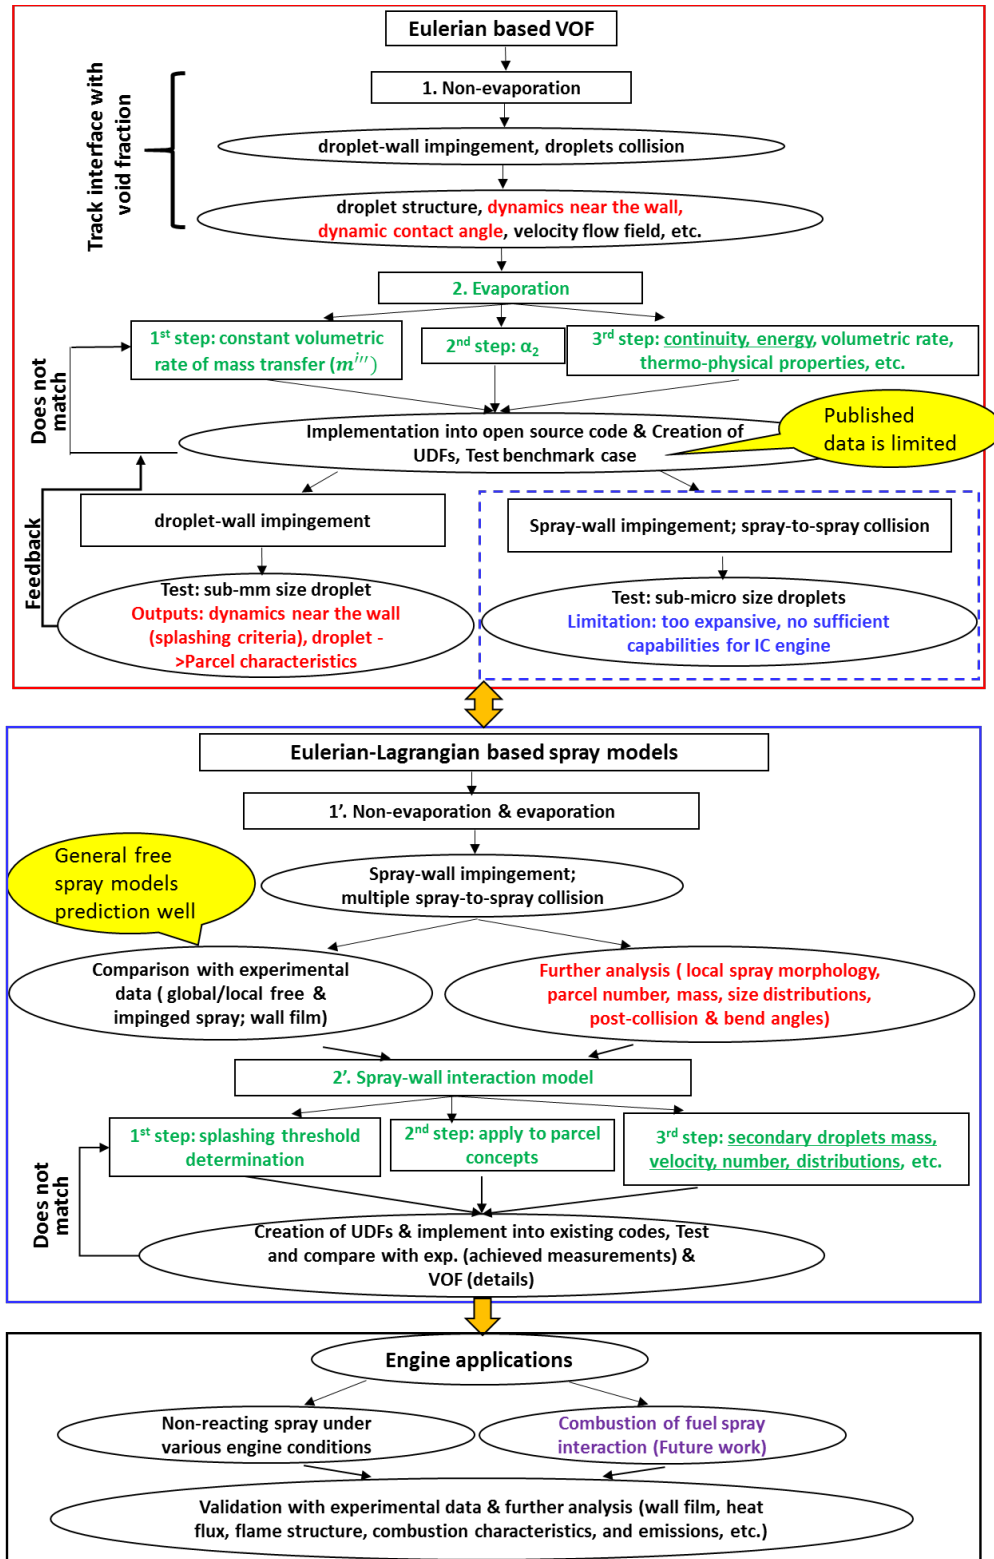 Eulerian based VOF
1. Non-evaporation
Track interface with
void fraction
droplet-wall impingement, droplets collision
droplet structure, dynamics near the wall,
dynamic contact angle, velocity flow field, etc.
2. Evaporation
1st step: constant volumetric
rate of mass transfer (m^i''')
2nd step: α₂
3rd step: continuity, energy, volumetric rate,
thermo-physical properties, etc.
Does not
match
Implementation into open source code & Creation of
UDFs, Test benchmark case
Published
data is limited
Feedback
droplet-wall impingement
Spray-wall impingement; spray-to-spray collision
Test: sub-mm size droplet
Outputs: dynamics near the wall
(splashing criteria), droplet -
>Parcel characteristics
Test: sub-micro size droplets
Limitation: too expansive, no sufficient
capabilities for IC engine
Eulerian-Lagrangian based spray models
1'. Non-evaporation & evaporation
General free
spray models
prediction well
Spray-wall impingement;
multiple spray-to-spray collision
Comparison with experimental
data ( global/local free &
impinged spray; wall film)
Further analysis ( local spray morphology,
parcel number, mass, size distributions,
post-collision & bend angles)
2'. Spray-wall interaction model
1st step: splashing threshold
determination
2nd step: apply to parcel
concepts
3rd step: secondary droplets mass,
velocity, number, distributions, etc.
Does not
match
Creation of UDFs & implement into existing codes, Test
and compare with exp. (achieved measurements) &
VOF (details)
Engine applications
Non-reacting spray under
various engine conditions
Combustion of fuel spray
interaction (Future work)
Validation with experimental data & further analysis (wall film, heat
flux, flame structure, combustion characteristics, and emissions, etc.)